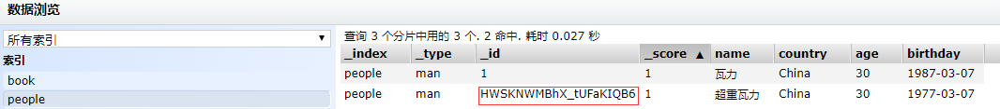 数据浏览
所有索引
索引
book
people
查询 3 个分片中用的 3 个. 2 命中. 耗时 0.027 秒
_index _type _id _score ▲ name country age birthday
people man 1 1 瓦力 China 30 1987-03-07
people man HWSKNWMBhX_tUFaKIQB6 1 超重瓦力 China 30 1977-03-07